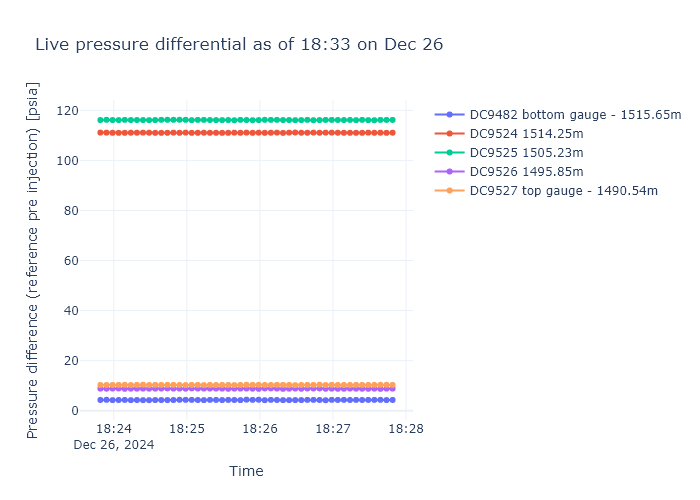 Live pressure differential as of 18:33 on Dec 26
Pressure difference (reference pre injection) [psia]
120
100
80
60
40
20
0
18:24
18:25
18:26
18:27
18:28
Dec 26, 2024
Time
DC9482 bottom gauge - 1515.65m
DC9524 1514.25m
DC9525 1505.23m
DC9526 1495.85m
DC9527 top gauge - 1490.54m